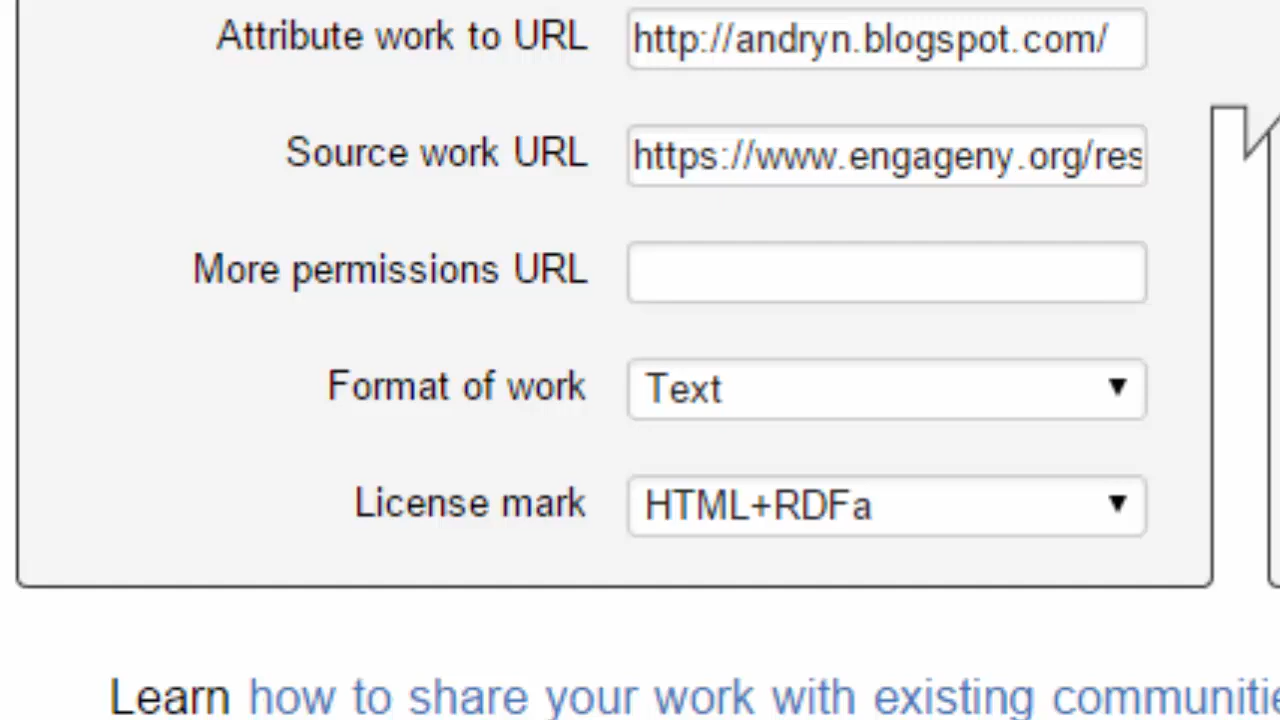 Attribute work to URL http://andryn.blogspot.com/
Source work URL https://www.engageny.org/res
More permissions URL
Format of work Text
License mark HTML+RDFa
Learn how to share your work with existing